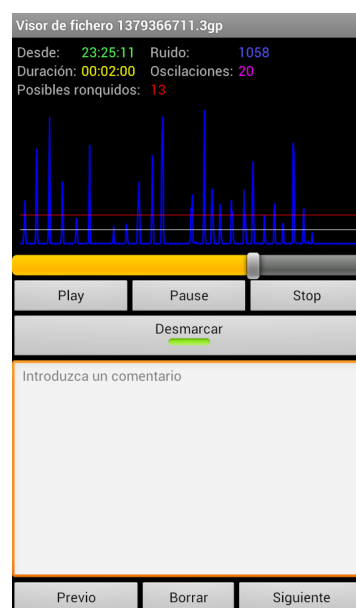 Visor de fichero 1379366711.3gp
Desde: 23:25:11 Ruido: 1058
Duración: 00:02:00 Oscilaciones: 20
Posibles ronquidos: 13
Play Pause Stop
Desmarcar
Introduzca un comentario
Previo Borrar Siguiente